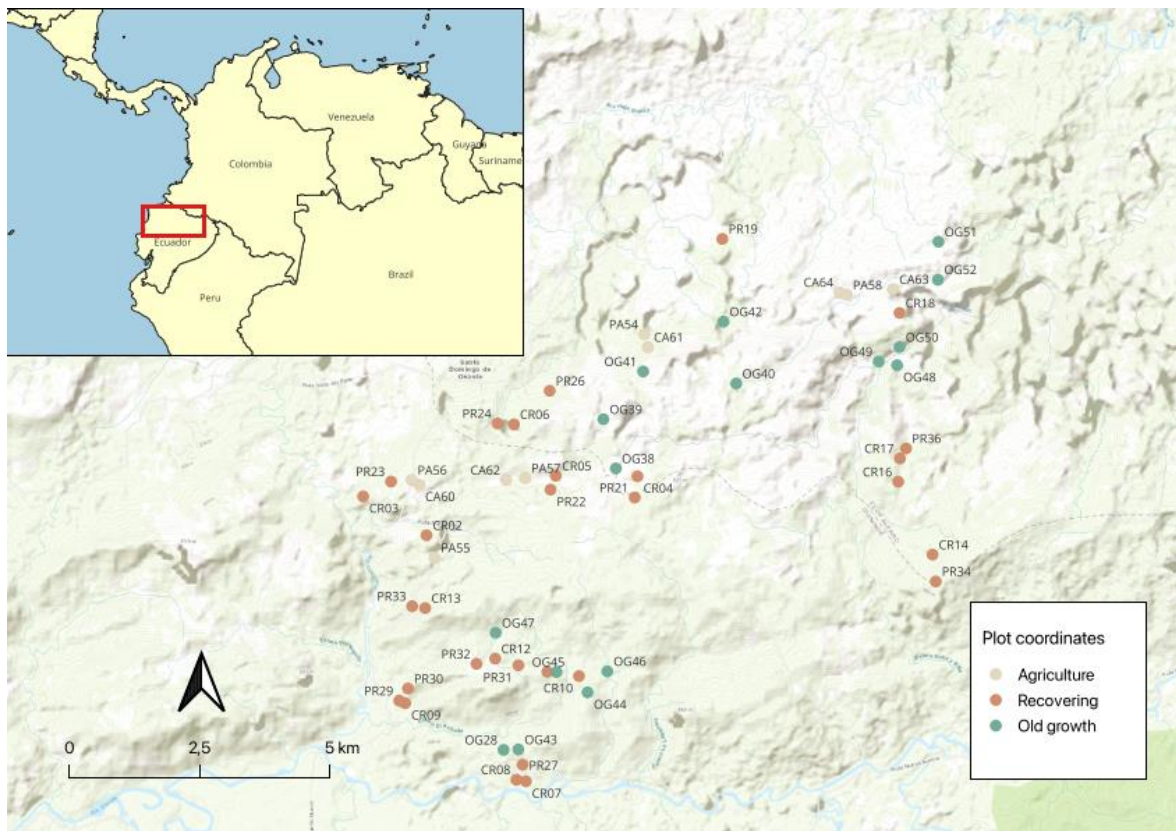 Venezuela
Guyana
Suriname
Colombia
Ecuador
Peru
Brazil
PR19
OG51
OG52
CA64
PA58
CA63
CR18
OG42
PA54
CA61
OG50
OG49
OG48
OG41
OG40
Santo
Domingo de
PR26
PR24
CR06
OG39
CR17
PR36
CR16
OG38
PR23
PA56
CA62
PA57
CR05
CA60
PR22
PR21
CR04
CR03
CR02
PA55
CR14
PR34
PR33
CR13
OG47
CR12
PR32
PR31
OG45
OG46
CR10
OG44
PR30
PR29
CR09
OG28
OG43
PR27
CR08
CR07
Plot coordinates
Agriculture
Recovering
Old growth
0
2,5
5 km